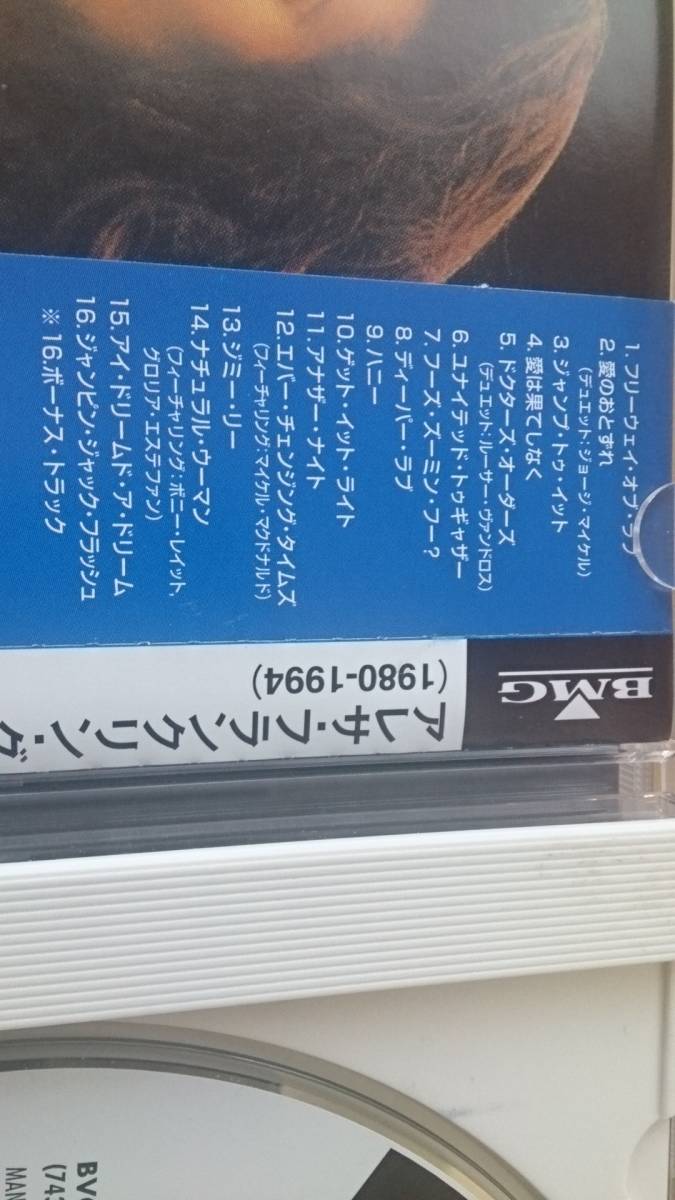 1. フリーウェイ・オブ・ラブ
2. 愛のおとずれ
(デュエット:ジョージ・マイケル)
3. ジャンプ・トゥ・イット
4. 愛は果てしなく
5. ドクターズ・オーダーズ
(デュエット:ルーサー・ヴァンドロス)
6. ユナイテッド・トゥギャザー
7. フーズ・ズーミン・フー?
8. ディーパー・ラブ
9. ハニー
10. ゲット・イット・ライト
11. アナザー・ナイト
12. エバー・チェンジング・タイムズ
(フィーチャリング:マイケル・マクドナルド)
13. ジミー・リー
14. ナチュラル・ウーマン
(フィーチャリング:ボニー・レイット,
グロリア・エステファン)
15. アイ・ドリームド・ア・ドリーム
16. ジャンピン・ジャック・フラッシュ
※16. ボーナス・トラック
BMG
(1980-1994)
アレサ・フランクリン・グ
BV
(74
MAN